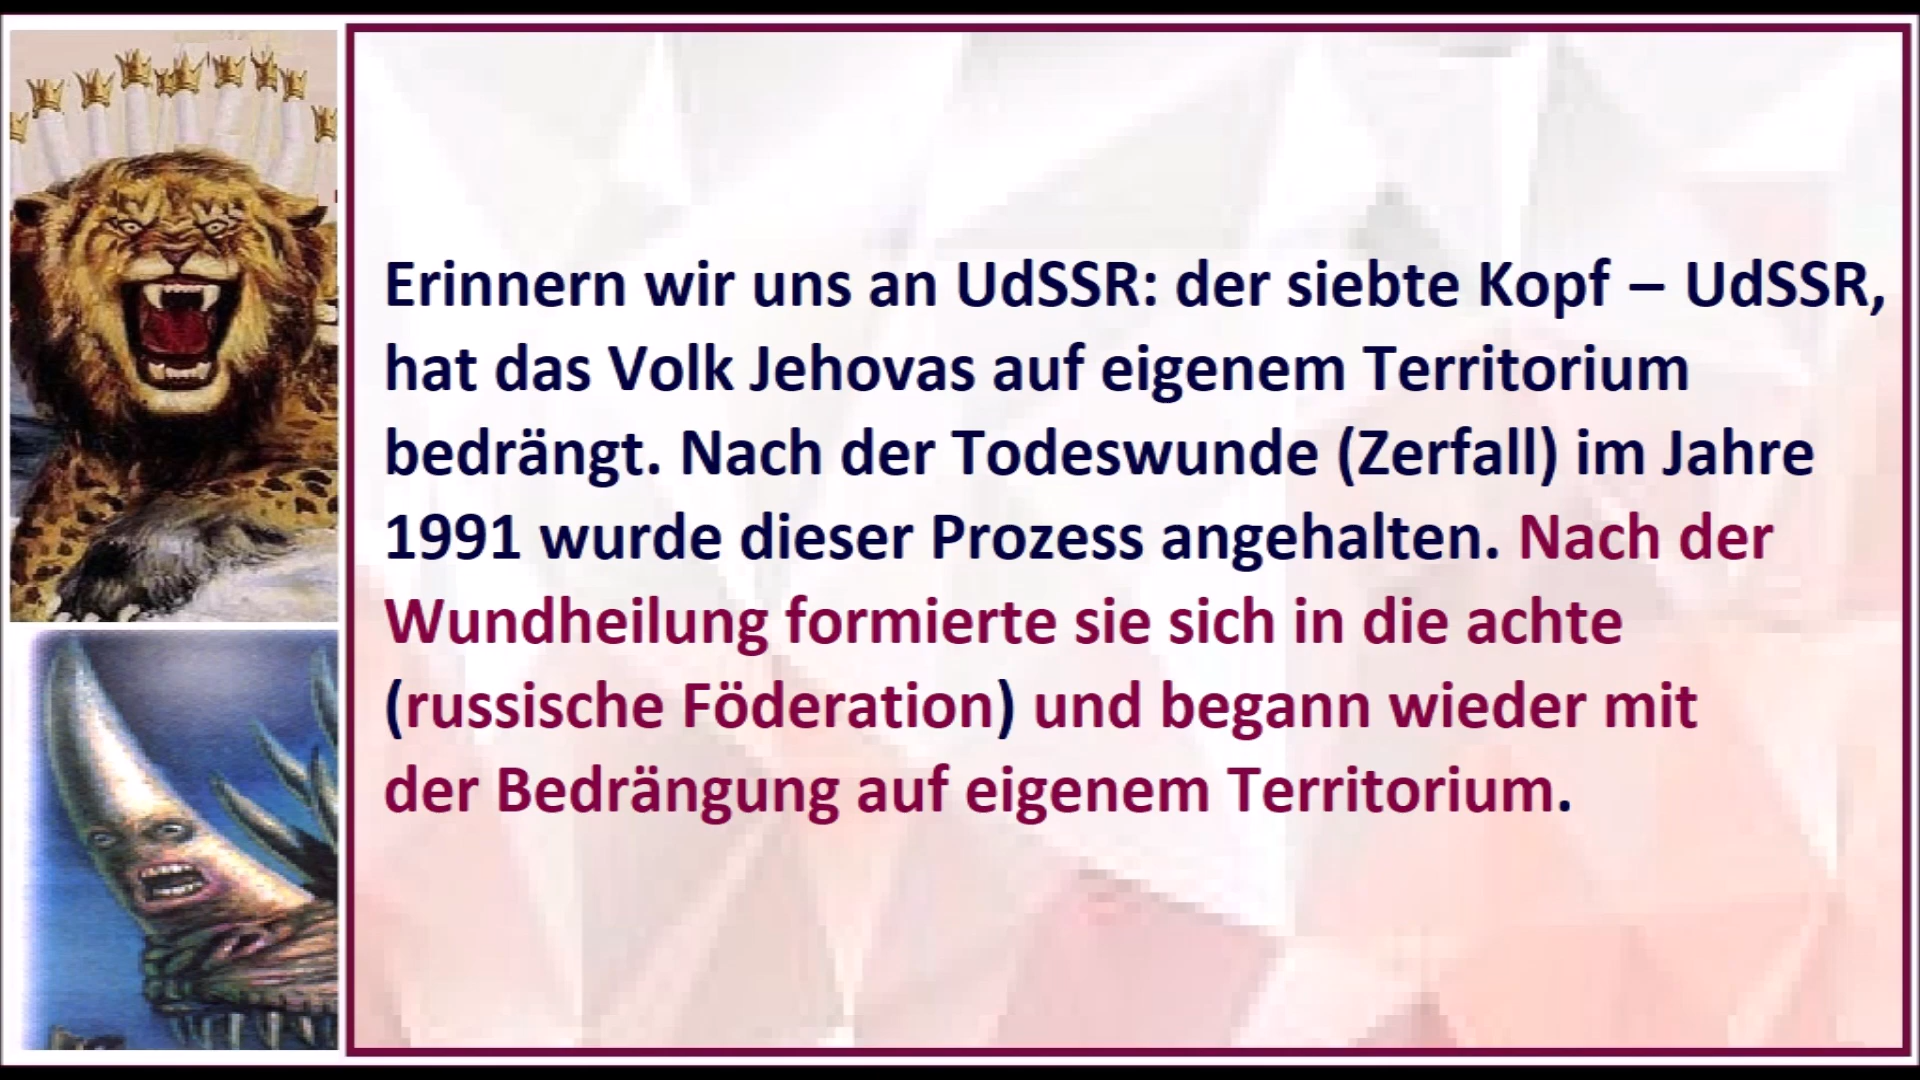 Erinnern wir uns an UdSSR: der siebte Kopf – UdSSR,
hat das Volk Jehovas auf eigenem Territorium
bedrängt. Nach der Todeswunde (Zerfall) im Jahre
1991 wurde dieser Prozess angehalten. Nach der
Wundheilung formierte sie sich in die achte
(russische Föderation) und begann wieder mit
der Bedrängung auf eigenem Territorium.